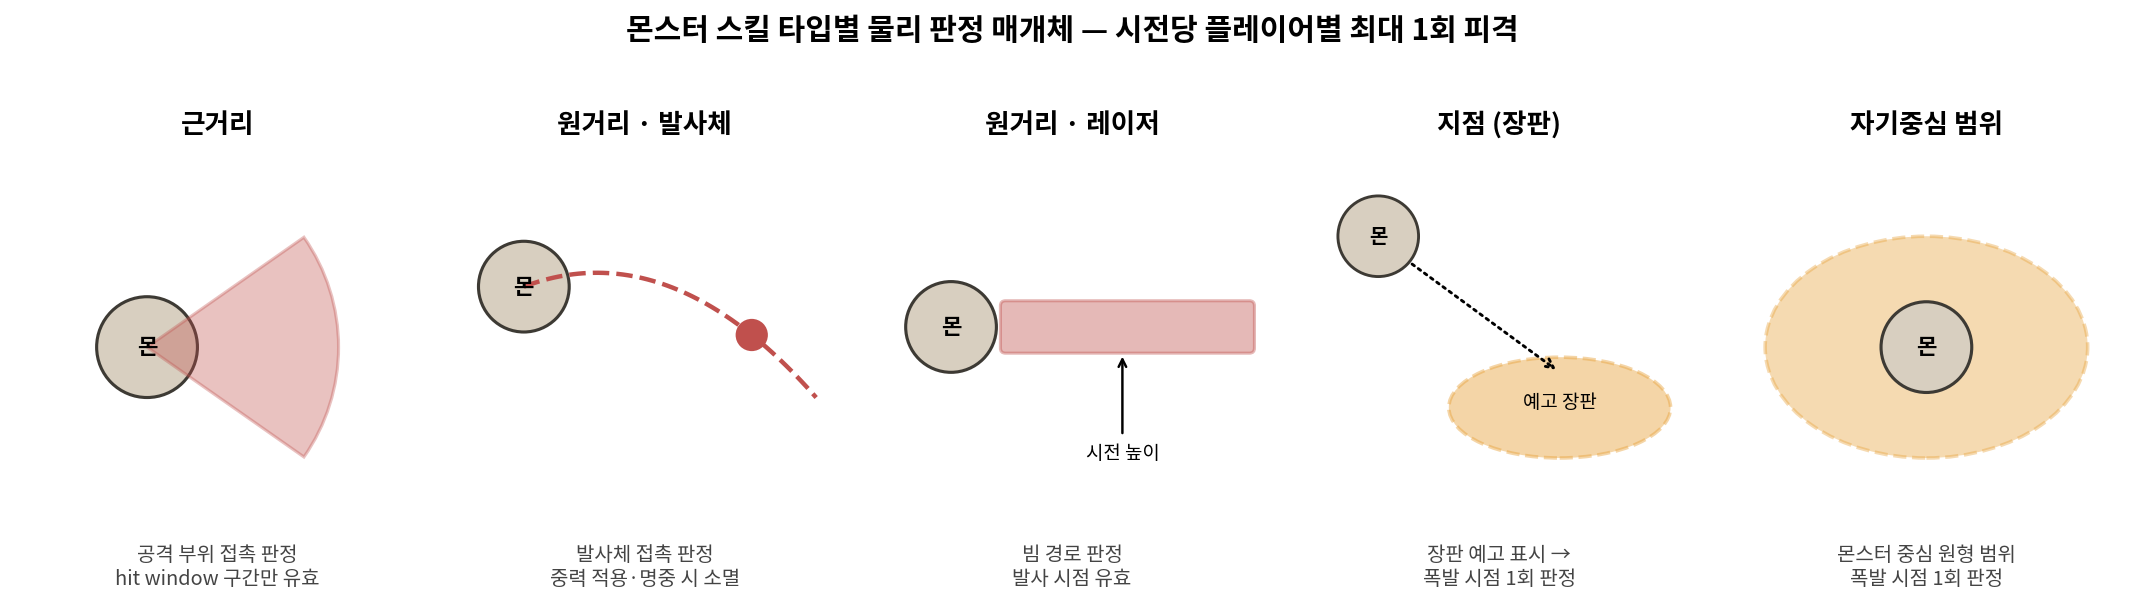 몬스터 스킬 타입별 물리 판정 매개체 — 시전당 플레이어별 최대 1회 피격
근거리
몬
공격 부위 접촉 판정
hit window 구간만 유효
원거리 · 발사체
몬
발사체 접촉 판정
중력 적용·명중 시 소멸
원거리 · 레이저
몬
시전 높이
빔 경로 판정
발사 시점 유효
지점 (장판)
몬
예고 장판
장판 예고 표시 →
폭발 시점 1회 판정
자기중심 범위
몬
몬스터 중심 원형 범위
폭발 시점 1회 판정